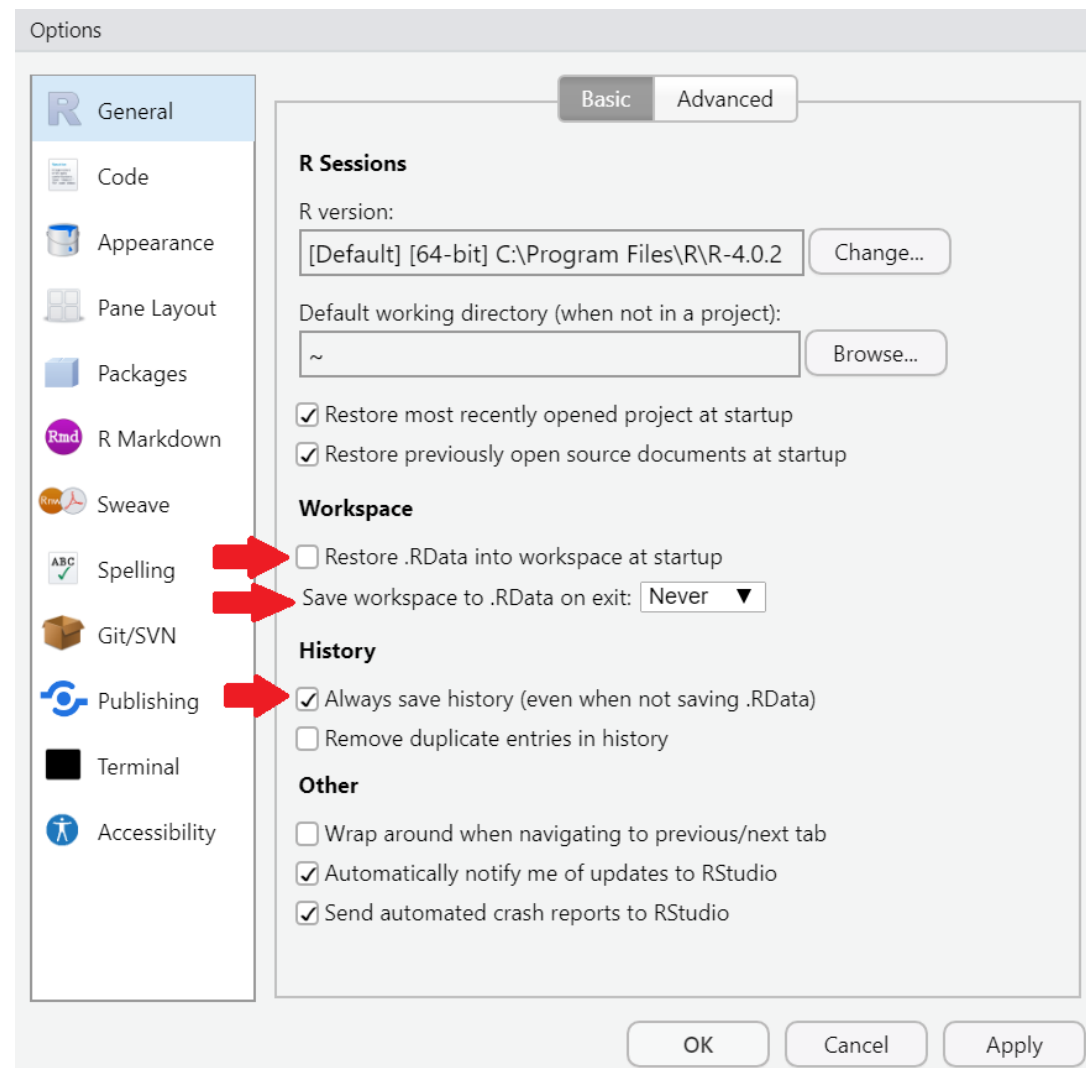 Options
General
Code
Appearance
Pane Layout
Packages
Rmd R Markdown
Rnw Sweave
ABC Spelling
Git/SVN
Publishing
Terminal
Accessibility
Basic Advanced
R Sessions
R version:
[Default] [64-bit] C:\Program Files\R\R-4.0.2 Change...
Default working directory (when not in a project):
~ Browse...
Restore most recently opened project at startup
Restore previously open source documents at startup
Workspace
Restore .RData into workspace at startup
Save workspace to .RData on exit: Never
History
Always save history (even when not saving .RData)
Remove duplicate entries in history
Other
Wrap around when navigating to previous/next tab
Automatically notify me of updates to RStudio
Send automated crash reports to RStudio
OK Cancel Apply